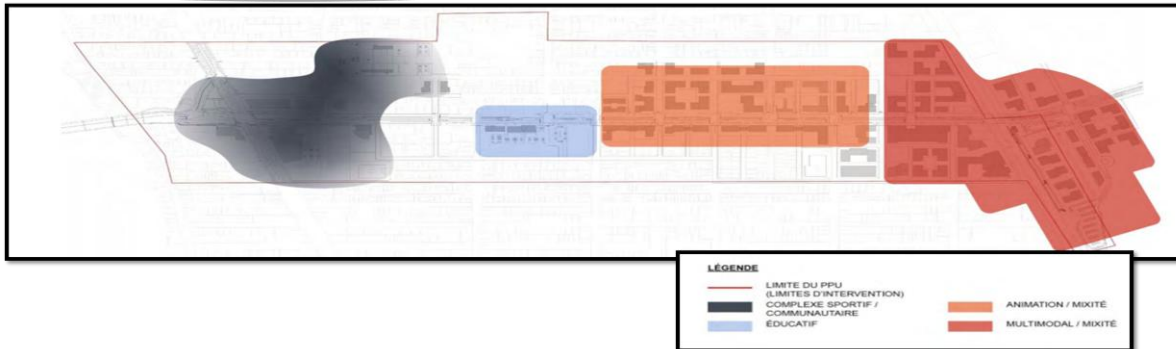 LÉGENDE
LIMITE DU PPU
(LIMITES D'INTERVENTION)
COMPLEXE SPORTIF /
COMMUNAUTAIRE
ÉDUCATIF
ANIMATION / MIXITÉ
MULTIMODAL / MIXITÉ